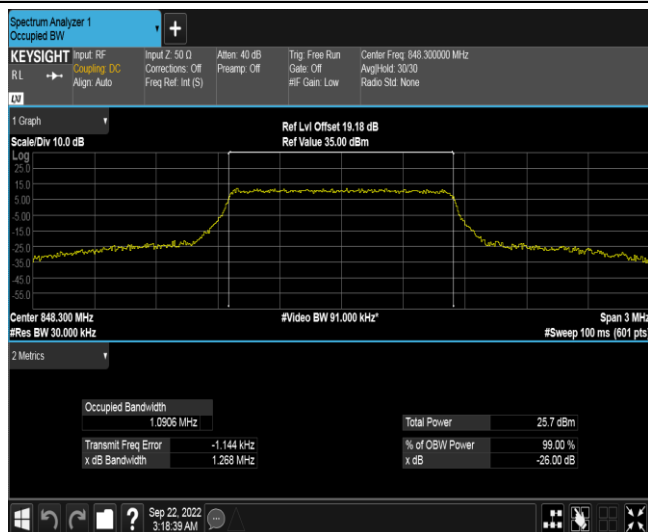 Spectrum Analyzer 1
Occupied BW
+
KEYSIGHT
RL
LXI
Input: RF
Coupling: DC
Align: Auto
Input Z: 50 Ω
Corrections: Off
Freq Ref: Int (S)
Atten: 40 dB
Preamp: Off
Trig: Free Run
Gate: Off
#IF Gain: Low
Center Freq: 848.300000 MHz
Avg|Hold: 30/30
Radio Std: None
1 Graph
Scale/Div 10.0 dB
Ref Lvl Offset 19.18 dB
Ref Value 35.00 dBm
Log
25.0
15.0
5.00
-5.00
-15.0
-25.0
-35.0
-45.0
-55.0
Center 848.300 MHz
#Res BW 30.000 kHz
#Video BW 91.000 kHz*
Span 3 MHz
#Sweep 100 ms (601 pts)
2 Metrics
Occupied Bandwidth
1.0906 MHz
Total Power 25.7 dBm
Transmit Freq Error -1.144 kHz
% of OBW Power 99.00 %
x dB Bandwidth 1.268 MHz
x dB -26.00 dB
?
Sep 22, 2022
3:18:39 AM